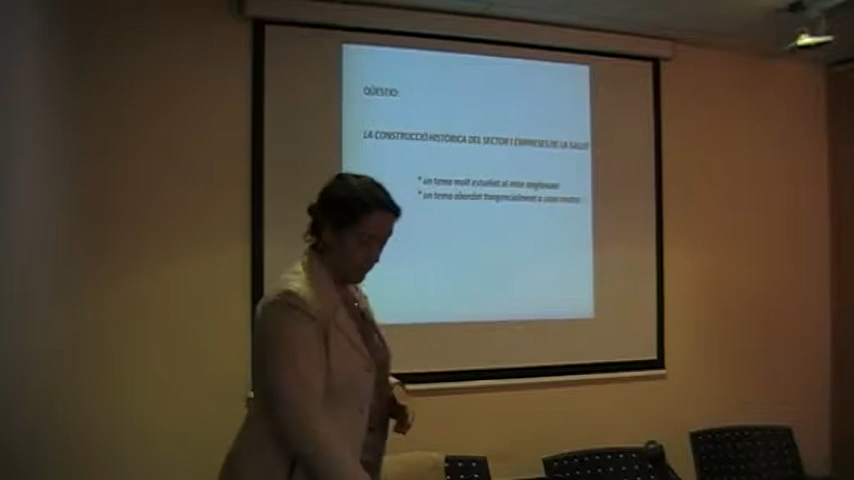 QÜESTIÓ:
LA CONSTRUCCIÓ HISTÒRICA DEL SECTOR I EMPRESES DE LA SALUT
* un tema molt estudiat al món anglosaxó
* un tema abordat tangencialment a casa nostra